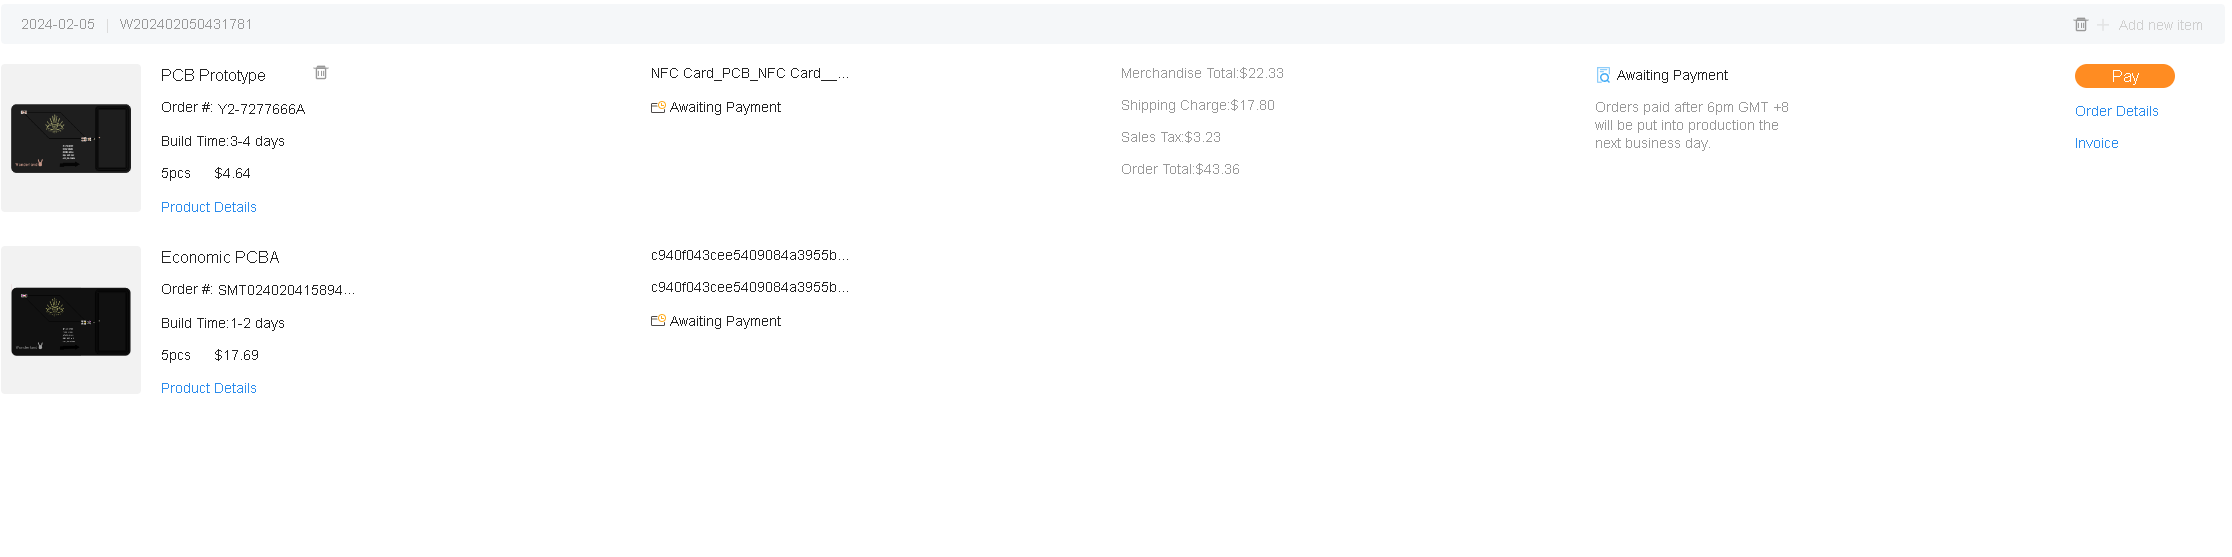 2024-02-05 | W202402050431781
Add new item
PCB Prototype
Order #: Y2-7277666A
Build Time:3-4 days
5pcs $4.64
Product Details
NFC Card_PCB_NFC Card__...
Awaiting Payment
Merchandise Total:$22.33
Shipping Charge:$17.80
Sales Tax:$3.23
Order Total:$43.36
Awaiting Payment
Orders paid after 6pm GMT +8
will be put into production the
next business day.
Pay
Order Details
Invoice
Economic PCBA
Order #: SMT024020415894...
Build Time:1-2 days
5pcs $17.69
Product Details
c940f043cee5409084a3955b...
c940f043cee5409084a3955b...
Awaiting Payment